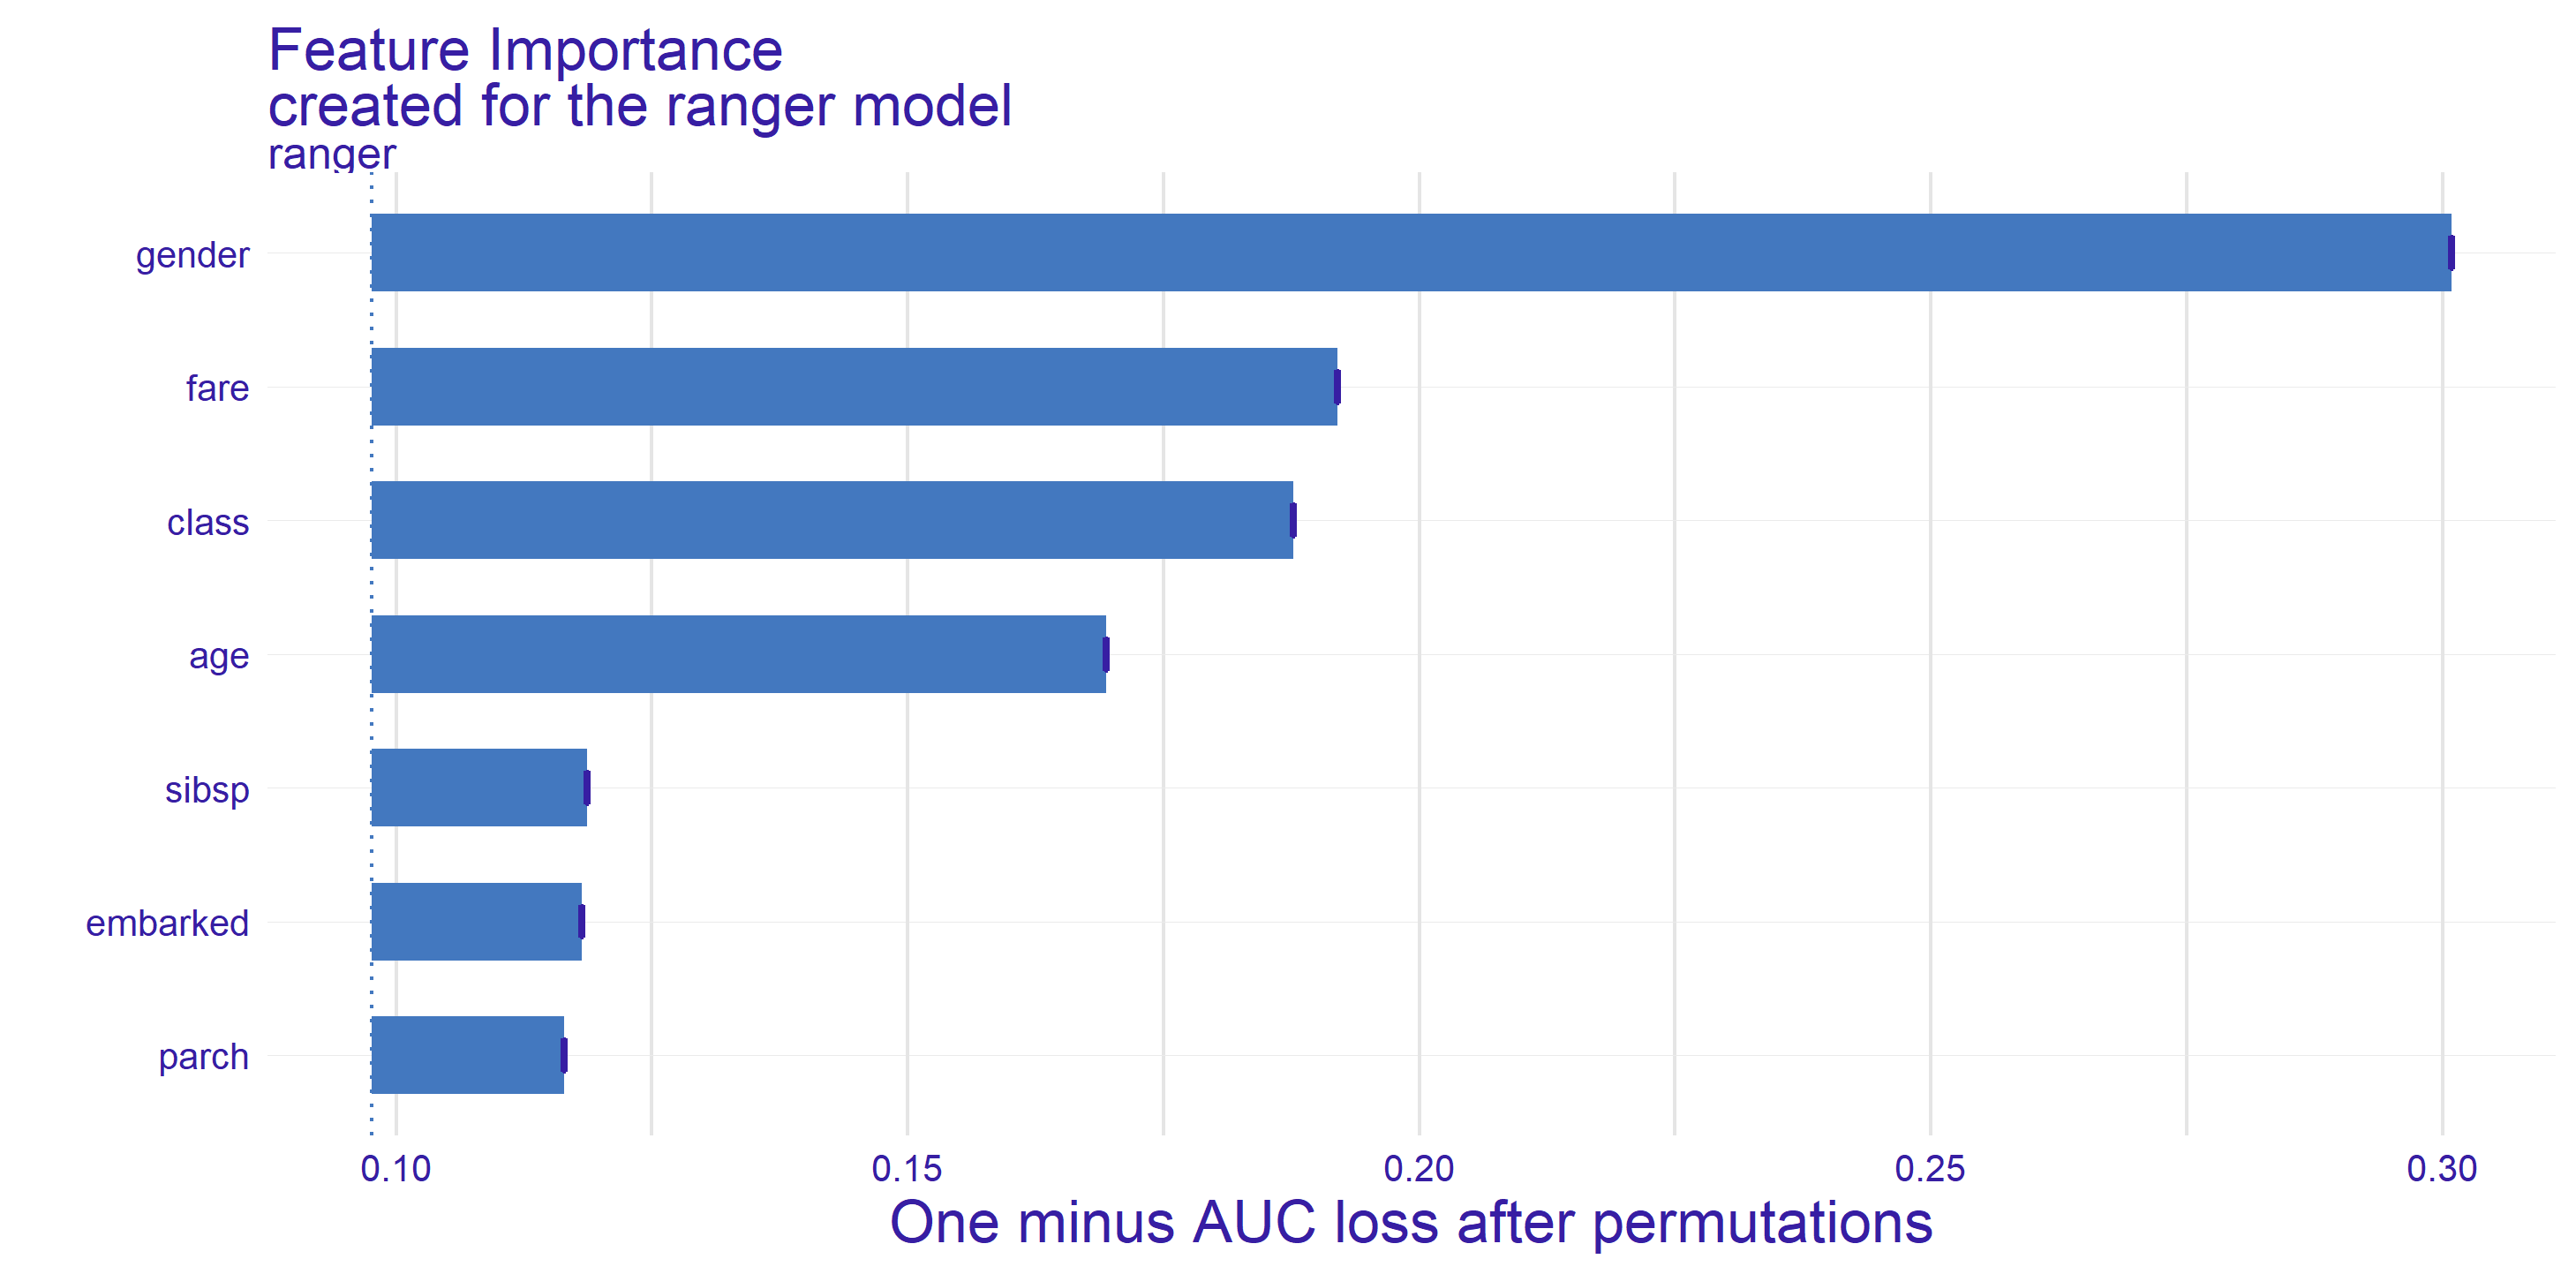 Feature Importance
created for the ranger model
ranger
gender
fare
class
age
sibsp
embarked
parch
0.10 0.15 0.20 0.25 0.30
One minus AUC loss after permutations